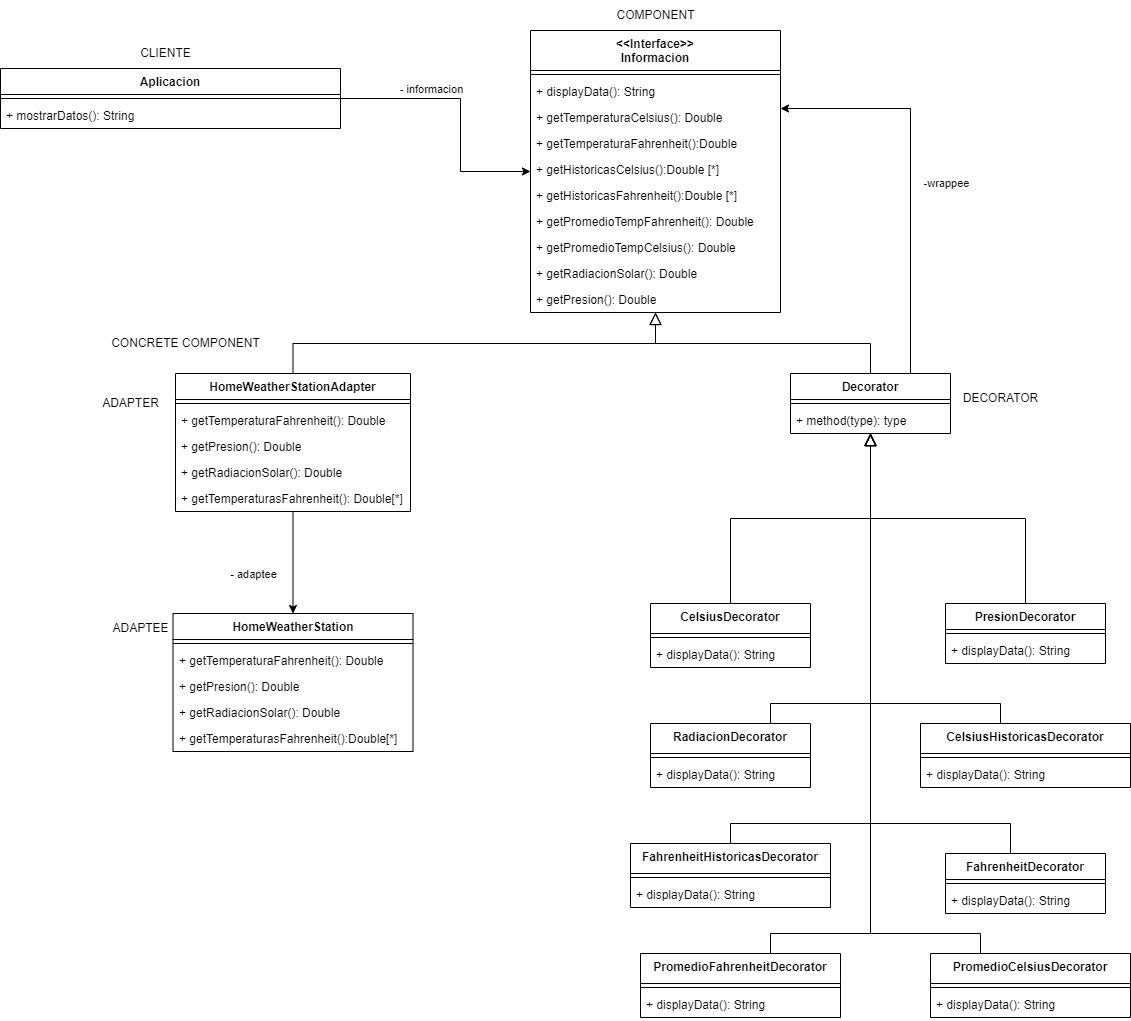 COMPONENT
<<Interface>>
Informacion
+ displayData(): String
+ getTemperaturaCelsius(): Double
+ getTemperaturaFahrenheit():Double
+ getHistoricasCelsius():Double [*]
+ getHistoricasFahrenheit():Double [*]
+ getPromedioTempFahrenheit(): Double
+ getPromedioTempCelsius(): Double
+ getRadiacionSolar(): Double
+ getPresion(): Double
CLIENTE
Aplicacion
+ mostrarDatos(): String
- informacion
-wrappee
CONCRETE COMPONENT
ADAPTER
HomeWeatherStationAdapter
+ getTemperaturaFahrenheit(): Double
+ getPresion(): Double
+ getRadiacionSolar(): Double
+ getTemperaturasFahrenheit(): Double[*]
Decorator
+ method(type): type
DECORATOR
- adaptee
ADAPTEE
HomeWeatherStation
+ getTemperaturaFahrenheit(): Double
+ getPresion(): Double
+ getRadiacionSolar(): Double
+ getTemperaturasFahrenheit():Double[*]
CelsiusDecorator
+ displayData(): String
PresionDecorator
+ displayData(): String
RadiacionDecorator
+ displayData(): String
CelsiusHistoricasDecorator
+ displayData(): String
FahrenheitHistoricasDecorator
+ displayData(): String
FahrenheitDecorator
+ displayData(): String
PromedioFahrenheitDecorator
+ displayData(): String
PromedioCelsiusDecorator
+ displayData(): String